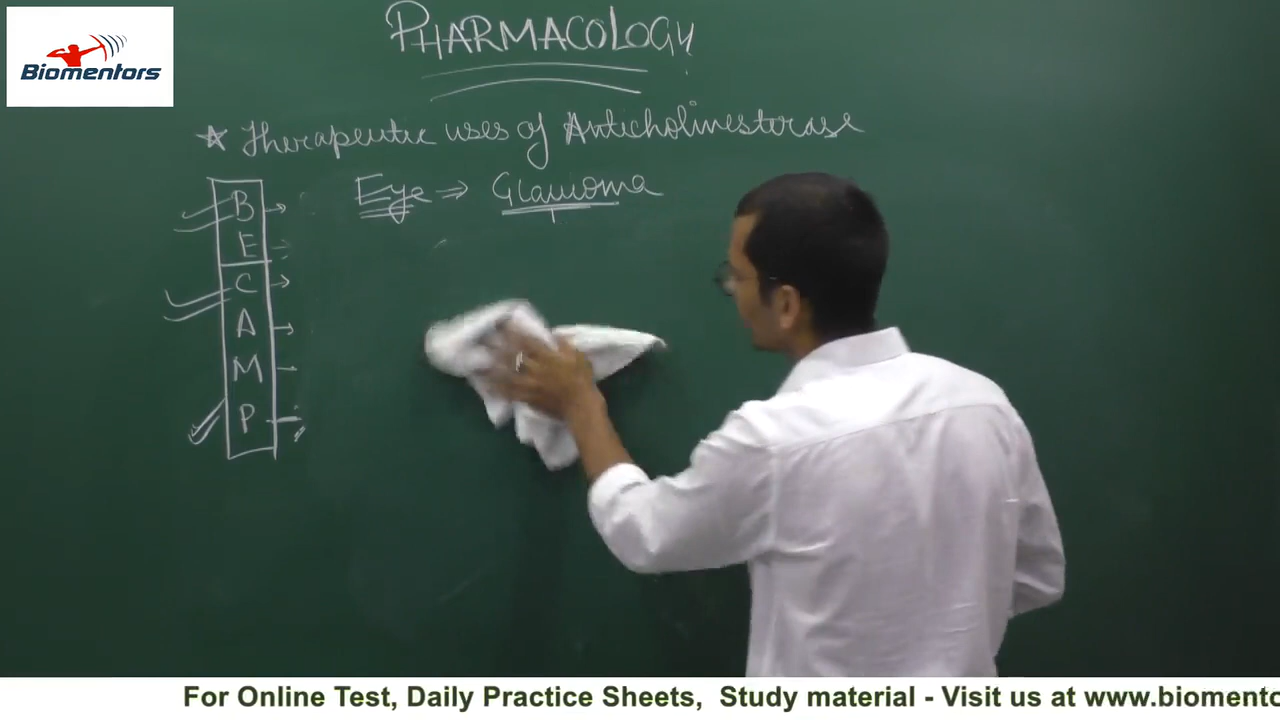 Biomentors
PHARMACOLOGY
★ Therapeutic uses of Anticholinesterase
Eye ⇒ Glaucoma
B →
E
C →
A →
M
P
For Online Test, Daily Practice Sheets, Study material - Visit us at www.biomento